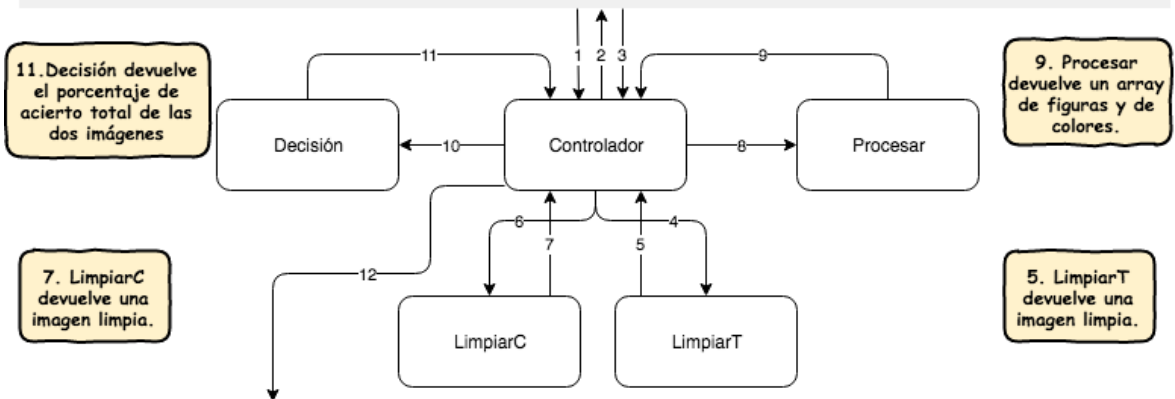 11.Decisión devuelve
el porcentaje de
acierto total de las
dos imágenes
11
1
2
3
9
9. Procesar
devuelve un array
de figuras y de
colores.
Decisión
10
Controlador
8
Procesar
6
4
7
5
12
7. LimpiarC
devuelve una
imagen limpia.
5. LimpiarT
devuelve una
imagen limpia.
LimpiarC
LimpiarT